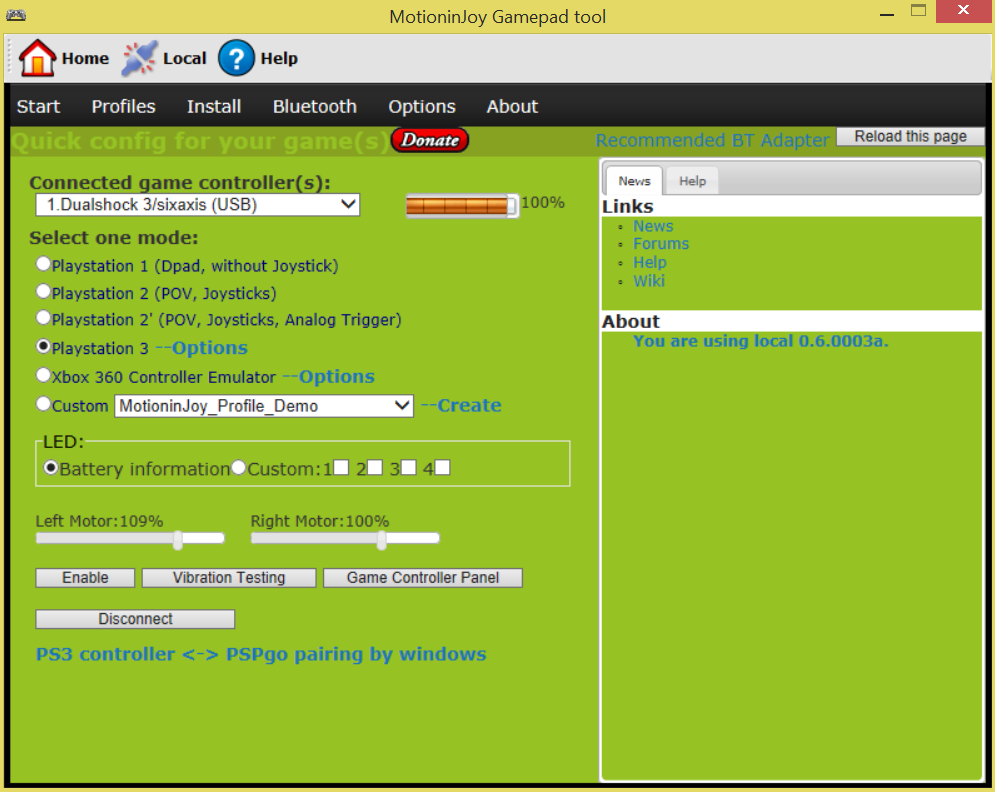 MotioninJoy Gamepad tool
Home Local ? Help
Start Profiles Install Bluetooth Options About
Quick config for your game(s) Donate Recommended BT Adapter Reload this page
Connected game controller(s):
1.Dualshock 3/sixaxis (USB) 100%
Select one mode:
Playstation 1 (Dpad, without Joystick)
Playstation 2 (POV, Joysticks)
Playstation 2' (POV, Joysticks, Analog Trigger)
Playstation 3 --Options
Xbox 360 Controller Emulator --Options
Custom MotioninJoy_Profile_Demo --Create
LED:
Battery information Custom:1 2 3 4
Left Motor:109% Right Motor:100%
Enable Vibration Testing Game Controller Panel
Disconnect
PS3 controller <-> PSPgo pairing by windows
News Help
Links
News
Forums
Help
Wiki
About
You are using local 0.6.0003a.